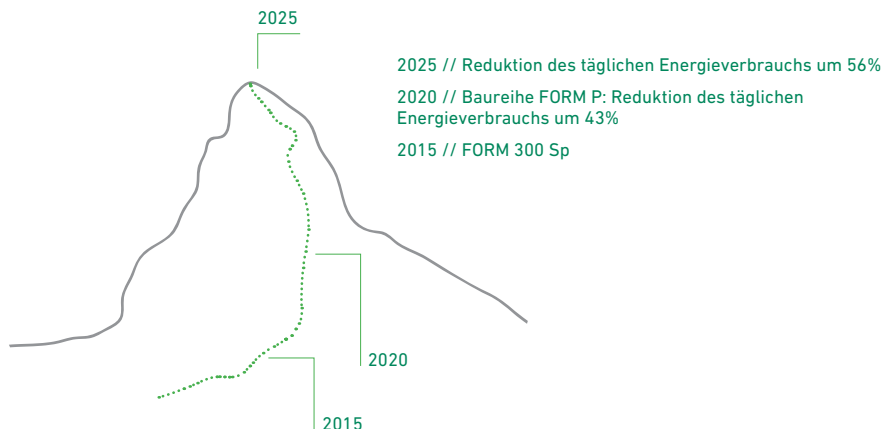 2025
2025 // Reduktion des täglichen Energieverbrauchs um 56%
2020 // Baureihe FORM P: Reduktion des täglichen
Energieverbrauchs um 43%
2015 // FORM 300 Sp
2020
2015